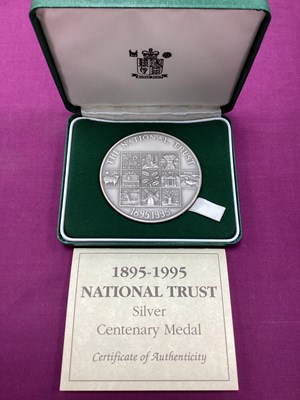 THE NATIONAL TRUST
1895-1995
1895-1995
NATIONAL TRUST
Silver
Centenary Medal
Certificate of Authenticity